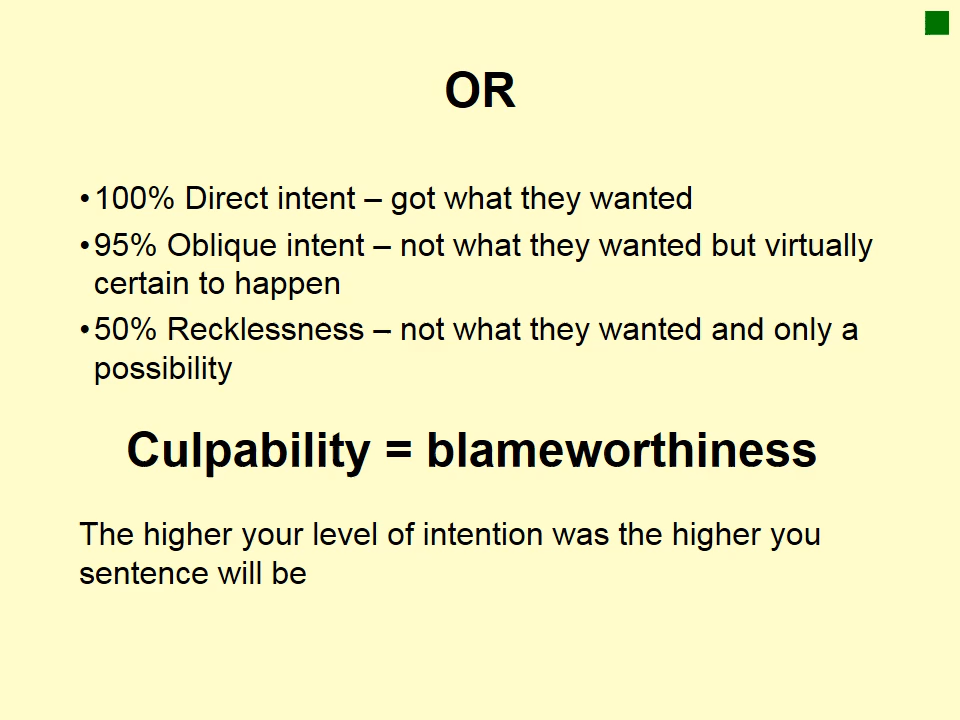 OR
•100% Direct intent – got what they wanted
•95% Oblique intent – not what they wanted but virtually
certain to happen
•50% Recklessness – not what they wanted and only a
possibility
Culpability = blameworthiness
The higher your level of intention was the higher you
sentence will be